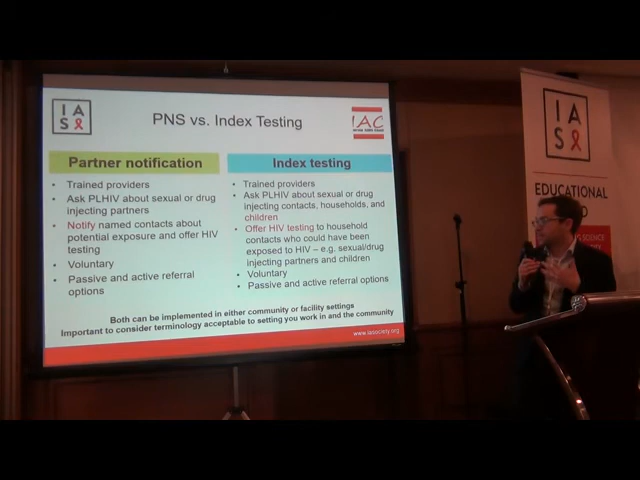 IAS
PNS vs. Index Testing
IAC
Partner notification
• Trained providers
• Ask PLHIV about sexual or drug
injecting partners
• Notify named contacts about
potential exposure and offer HIV
testing
• Voluntary
• Passive and active referral
options
Index testing
• Trained providers
• Ask PLHIV about sexual or drug
injecting contacts, households, and
children
• Offer HIV testing to household
contacts who could have been
exposed to HIV – e.g. sexual/drug
injecting partners and children
• Voluntary
• Passive and active referral options
Both can be implemented in either community or facility settings
Important to consider terminology acceptable to setting you work in and the community
www.iasociety.org
IAS
EDUCATIONAL
SCIENCE